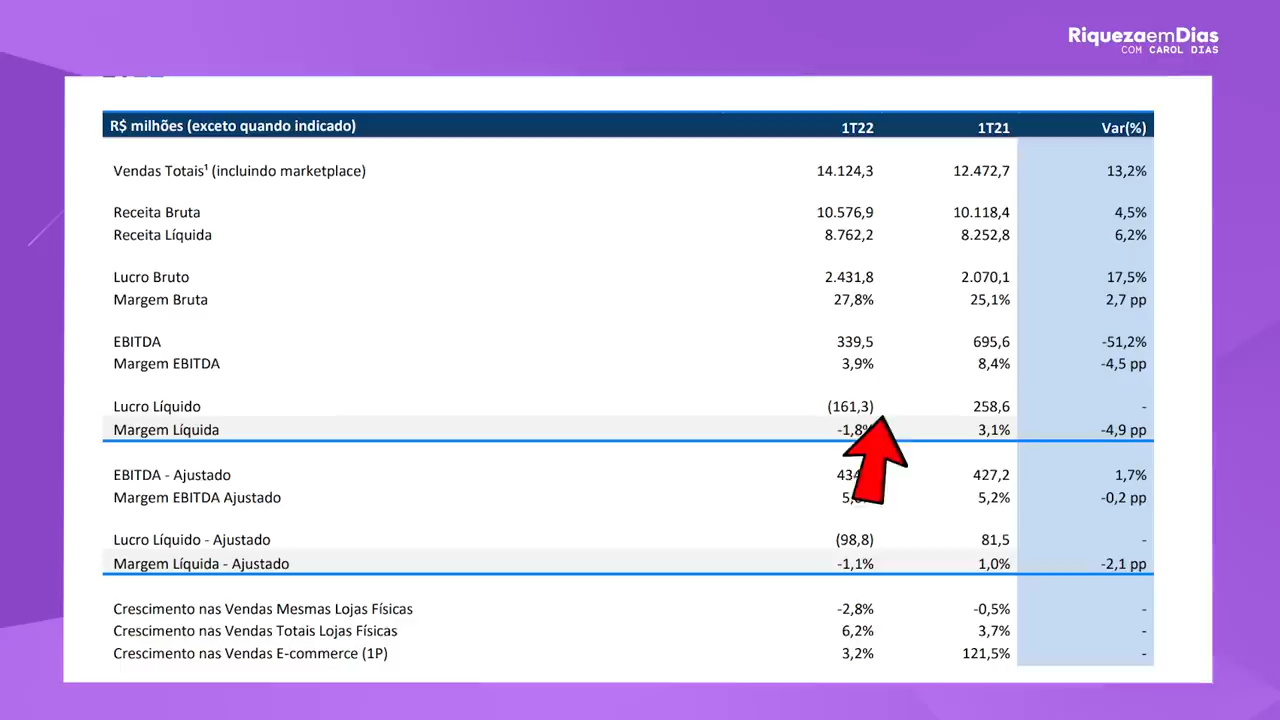 RiquezaemDias
COM CAROL DIAS
R$ milhões (exceto quando indicado) 1T22 1T21 Var(%)
Vendas Totais¹ (incluindo marketplace) 14.124,3 12.472,7 13,2%
Receita Bruta 10.576,9 10.118,4 4,5%
Receita Líquida 8.762,2 8.252,8 6,2%
Lucro Bruto 2.431,8 2.070,1 17,5%
Margem Bruta 27,8% 25,1% 2,7 pp
EBITDA 339,5 695,6 -51,2%
Margem EBITDA 3,9% 8,4% -4,5 pp
Lucro Líquido (161,3) 258,6 -
Margem Líquida -1,8% 3,1% -4,9 pp
EBITDA - Ajustado 427,2 1,7%
Margem EBITDA Ajustado 5,2% -0,2 pp
Lucro Líquido - Ajustado (98,8) 81,5 -
Margem Líquida - Ajustado -1,1% 1,0% -2,1 pp
Crescimento nas Vendas Mesmas Lojas Físicas -2,8% -0,5% -
Crescimento nas Vendas Totais Lojas Físicas 6,2% 3,7% -
Crescimento nas Vendas E-commerce (1P) 3,2% 121,5% -